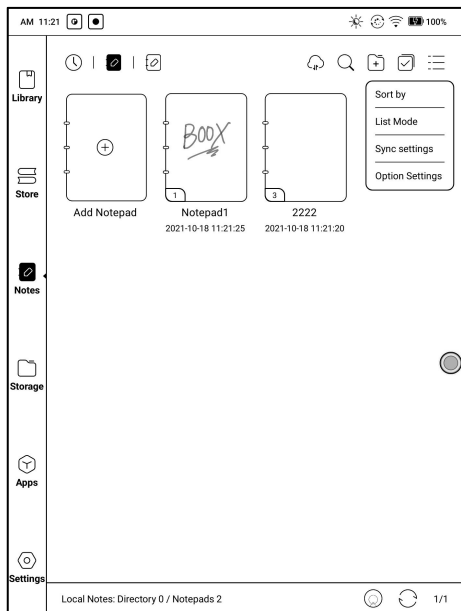 AM 11:21
100%
Library
Store
Notes
Storage
Apps
Settings
Sort by
List Mode
Sync settings
Option Settings
BOOX
1
3
Add Notepad
Notepad1
2222
2021-10-18 11:21:25
2021-10-18 11:21:20
Local Notes: Directory 0 / Notepads 2
1/1